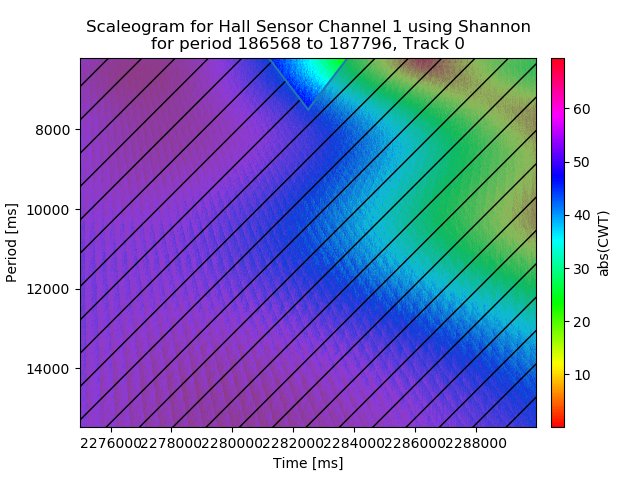 Scaleogram for Hall Sensor Channel 1 using Shannon
for period 186568 to 187796, Track 0
8000
10000
12000
14000
Period [ms]
2276000 2278000 2280000 2282000 2284000 2286000 2288000
Time [ms]
60
50
40
30
20
10
abs(CWT)